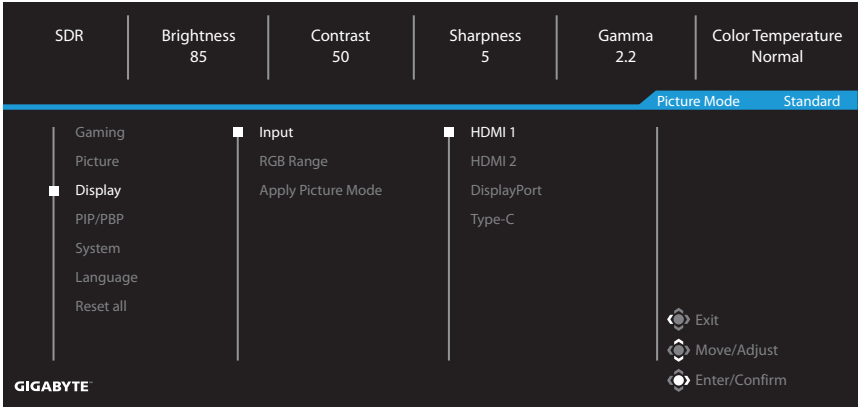 SDR
Brightness
85
Contrast
50
Sharpness
5
Gamma
2.2
Color Temperature
Normal
Picture Mode Standard
Gaming
Picture
Display
PIP/PBP
System
Language
Reset all
Input
RGB Range
Apply Picture Mode
HDMI 1
HDMI 2
DisplayPort
Type-C
Exit
Move/Adjust
Enter/Confirm
GIGABYTE™